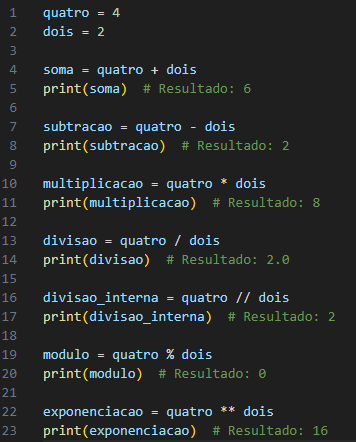 1 quatro = 4
2 dois = 2
3
4 soma = quatro + dois
5 print(soma)  # Resultado: 6
6
7 subtracao = quatro - dois
8 print(subtracao)  # Resultado: 2
9
10 multiplicacao = quatro * dois
11 print(multiplicacao)  # Resultado: 8
12
13 divisao = quatro / dois
14 print(divisao)  # Resultado: 2.0
15
16 divisao_interna = quatro // dois
17 print(divisao_interna)  # Resultado: 2
18
19 modulo = quatro % dois
20 print(modulo)  # Resultado: 0
21
22 exponenciacao = quatro ** dois
23 print(exponenciacao)  # Resultado: 16